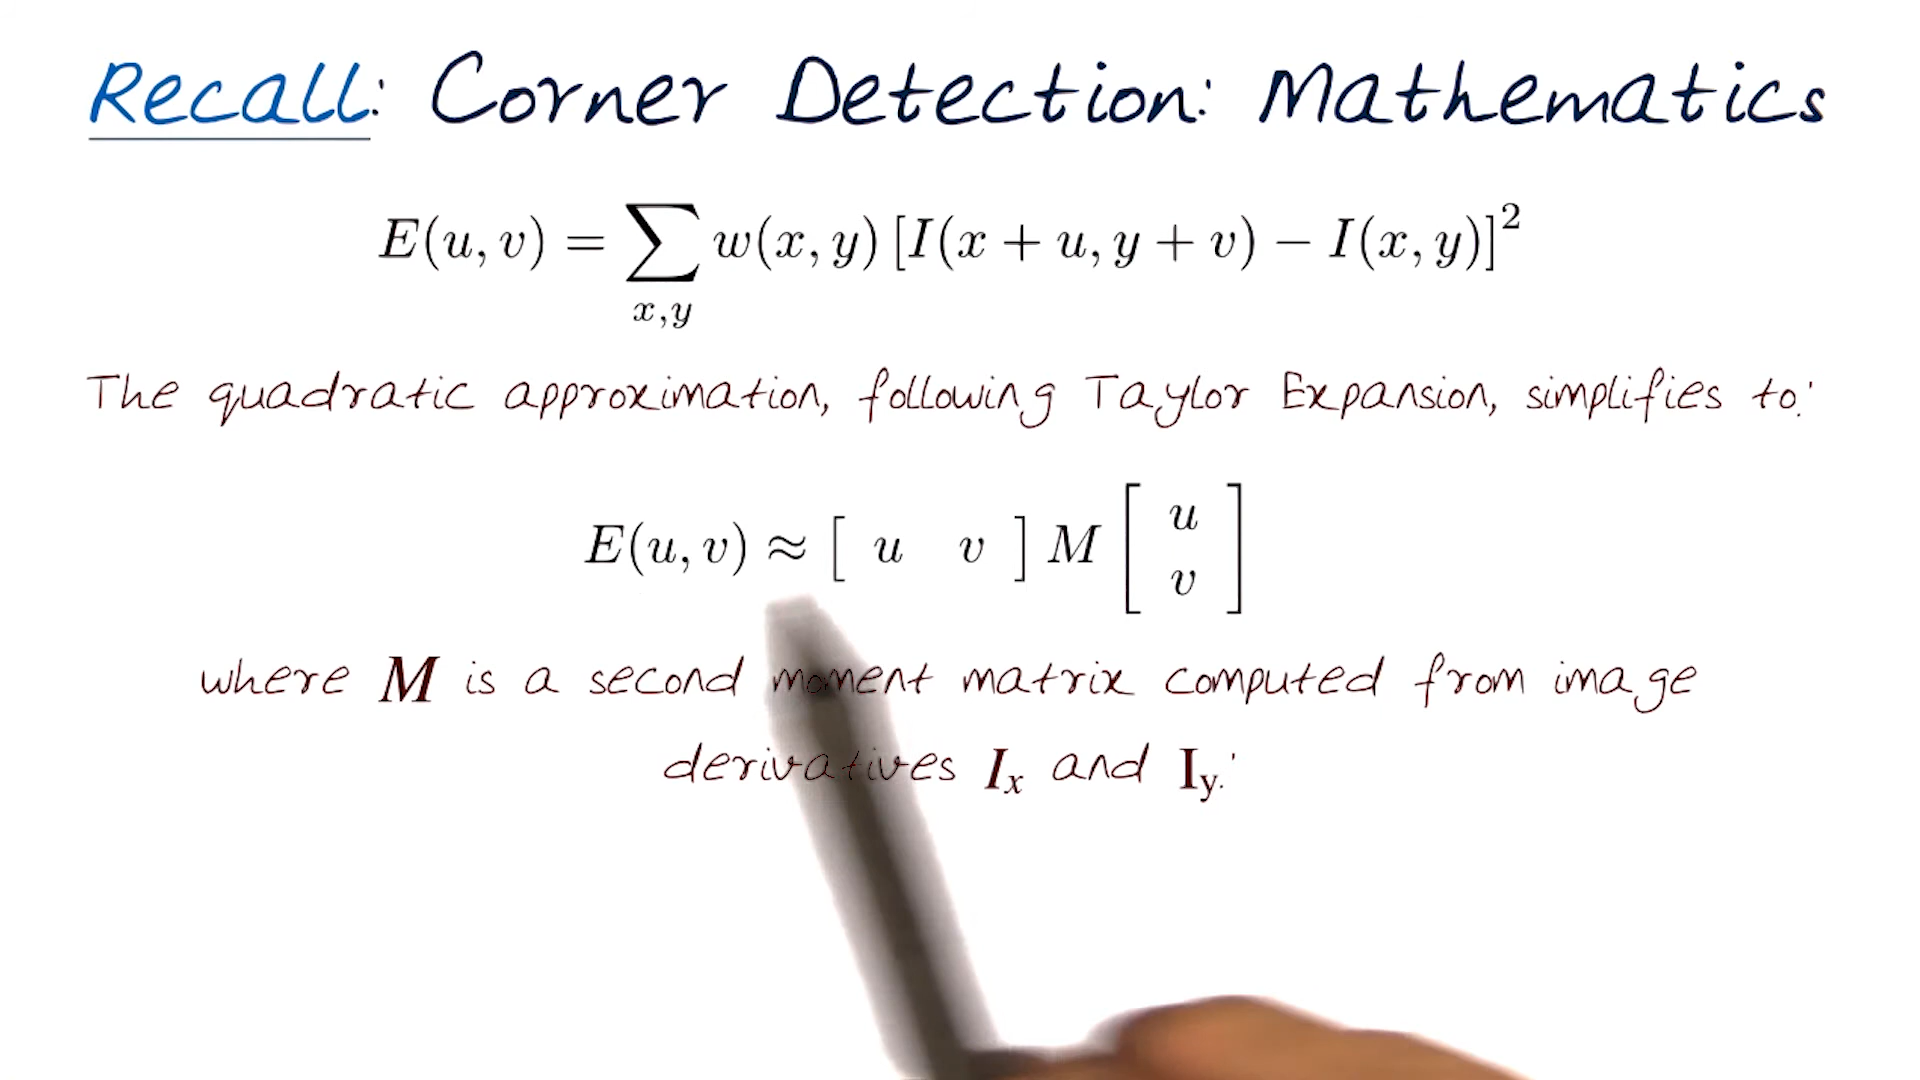 Recall: Corner Detection: Mathematics
E(u, v) = ∑ w(x, y) [I(x + u, y + v) − I(x, y)]²
x,y
The quadratic approximation, following Taylor Expansion, simplifies to:
E(u, v) ≈ [ u v ] M [ u
v ]
where M is a second moment matrix computed from image
derivatives Iₓ and I_y: